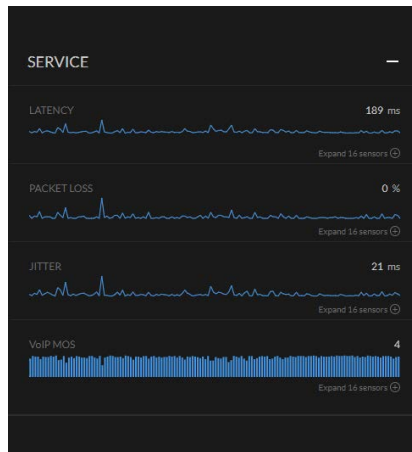 SERVICE
LATENCY 189 ms
Expand 16 sensors
PACKET LOSS 0 %
Expand 16 sensors
JITTER 21 ms
Expand 16 sensors
VoIP MOS 4
Expand 16 sensors